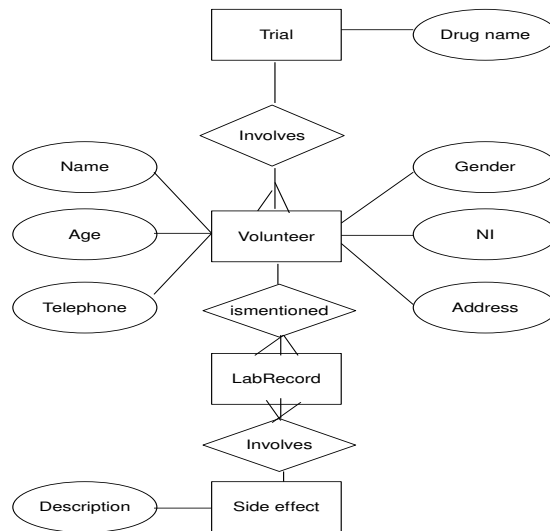 Trial
Drug name
Involves
Name
Gender
Age
Volunteer
NI
Telephone
ismentioned
Address
LabRecord
Involves
Description
Side effect